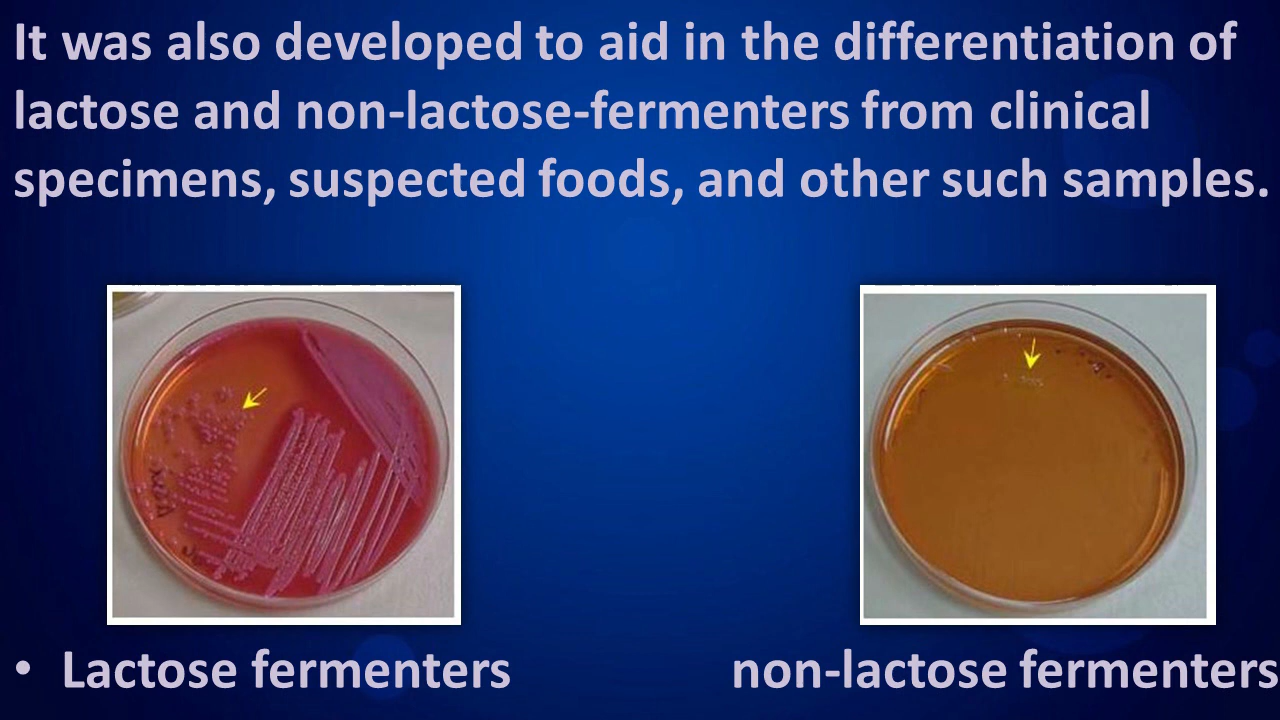 It was also developed to aid in the differentiation of
lactose and non-lactose-fermenters from clinical
specimens, suspected foods, and other such samples.
• Lactose fermenters non-lactose fermenters